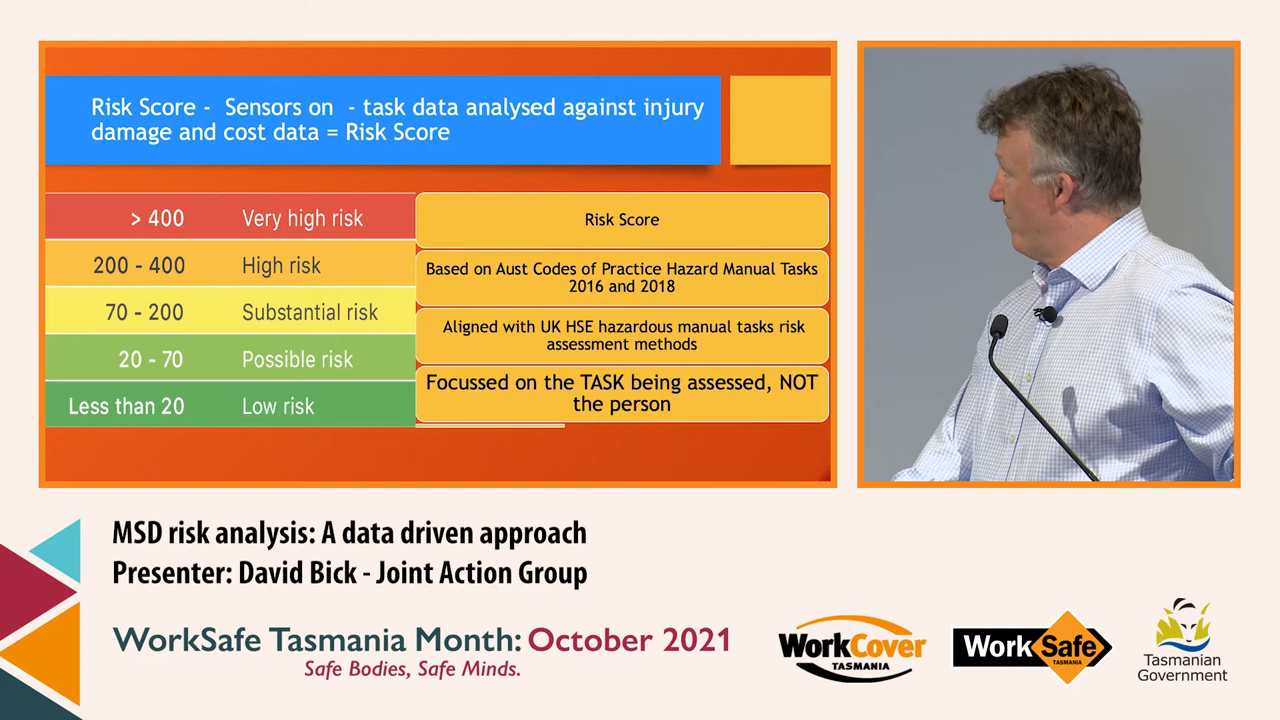 Risk Score - Sensors on - task data analysed against injury
damage and cost data = Risk Score
> 400 Very high risk
200 - 400 High risk
70 - 200 Substantial risk
20 - 70 Possible risk
Less than 20 Low risk
Risk Score
Based on Aust Codes of Practice Hazard Manual Tasks
2016 and 2018
Aligned with UK HSE hazardous manual tasks risk
assessment methods
Focussed on the TASK being assessed, NOT
the person
MSD risk analysis: A data driven approach
Presenter: David Bick - Joint Action Group
WorkSafe Tasmania Month: October 2021
Safe Bodies, Safe Minds.
WorkCover
TASMANIA
WorkSafe
TASMANIA
Tasmanian
Government